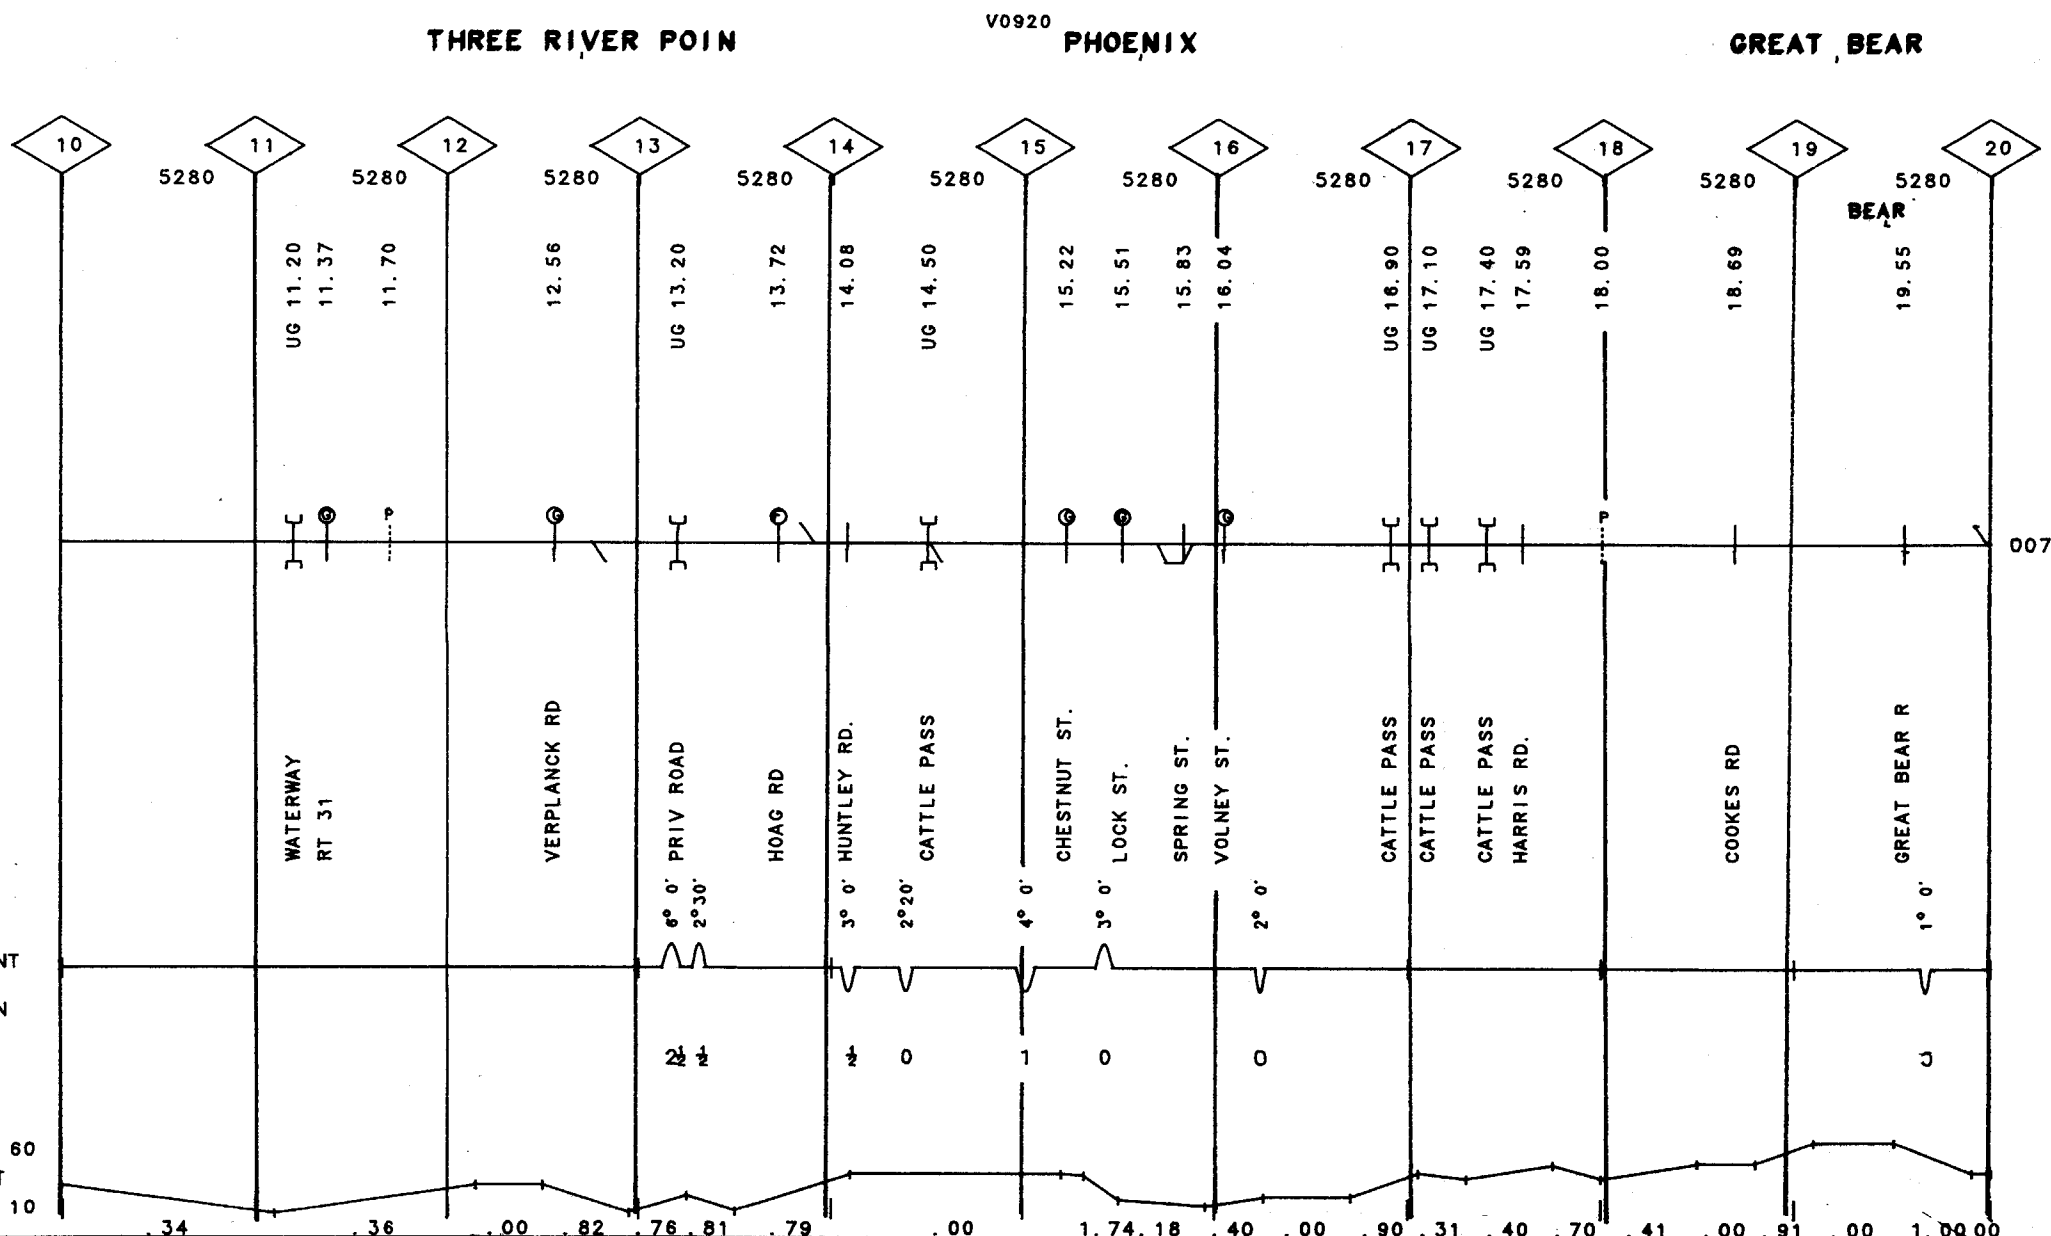 V0920
THREE RIVER POIN PHOENIX GREAT BEAR
10 11 12 13 14 15 16 17 18 19 20
5280 5280 5280 5280 5280 5280 5280 5280 5280 5280
BEAR
UG 11.20
11.37
11.70
12.56
UG 13.20
13.72
14.08
UG 14.50
15.22
15.51
15.83
16.04
UG 16.90
UG 17.10
UG 17.40
17.59
18.00
18.69
19.55
G P G G G G P
007
WATERWAY
RT 31
VERPLANCK RD
PRIV ROAD
HOAG RD
HUNTLEY RD.
CATTLE PASS
CHESTNUT ST.
LOCK ST.
SPRING ST.
VOLNEY ST.
CATTLE PASS
CATTLE PASS
CATTLE PASS
HARRIS RD.
COOKES RD
GREAT BEAR R
6° 0' 2°30' 3° 0' 2°20' 4° 0' 3° 0' 2° 0' 1° 0'
NT
N
2½ ½ ½ 0 1 0 0
60
T
10
.34 .36 .00 .82 .76 .81 .79 .00 1.74 .18 .40 .00 .90 .31 .40 .70 .41 .00 .91 .00 1.00